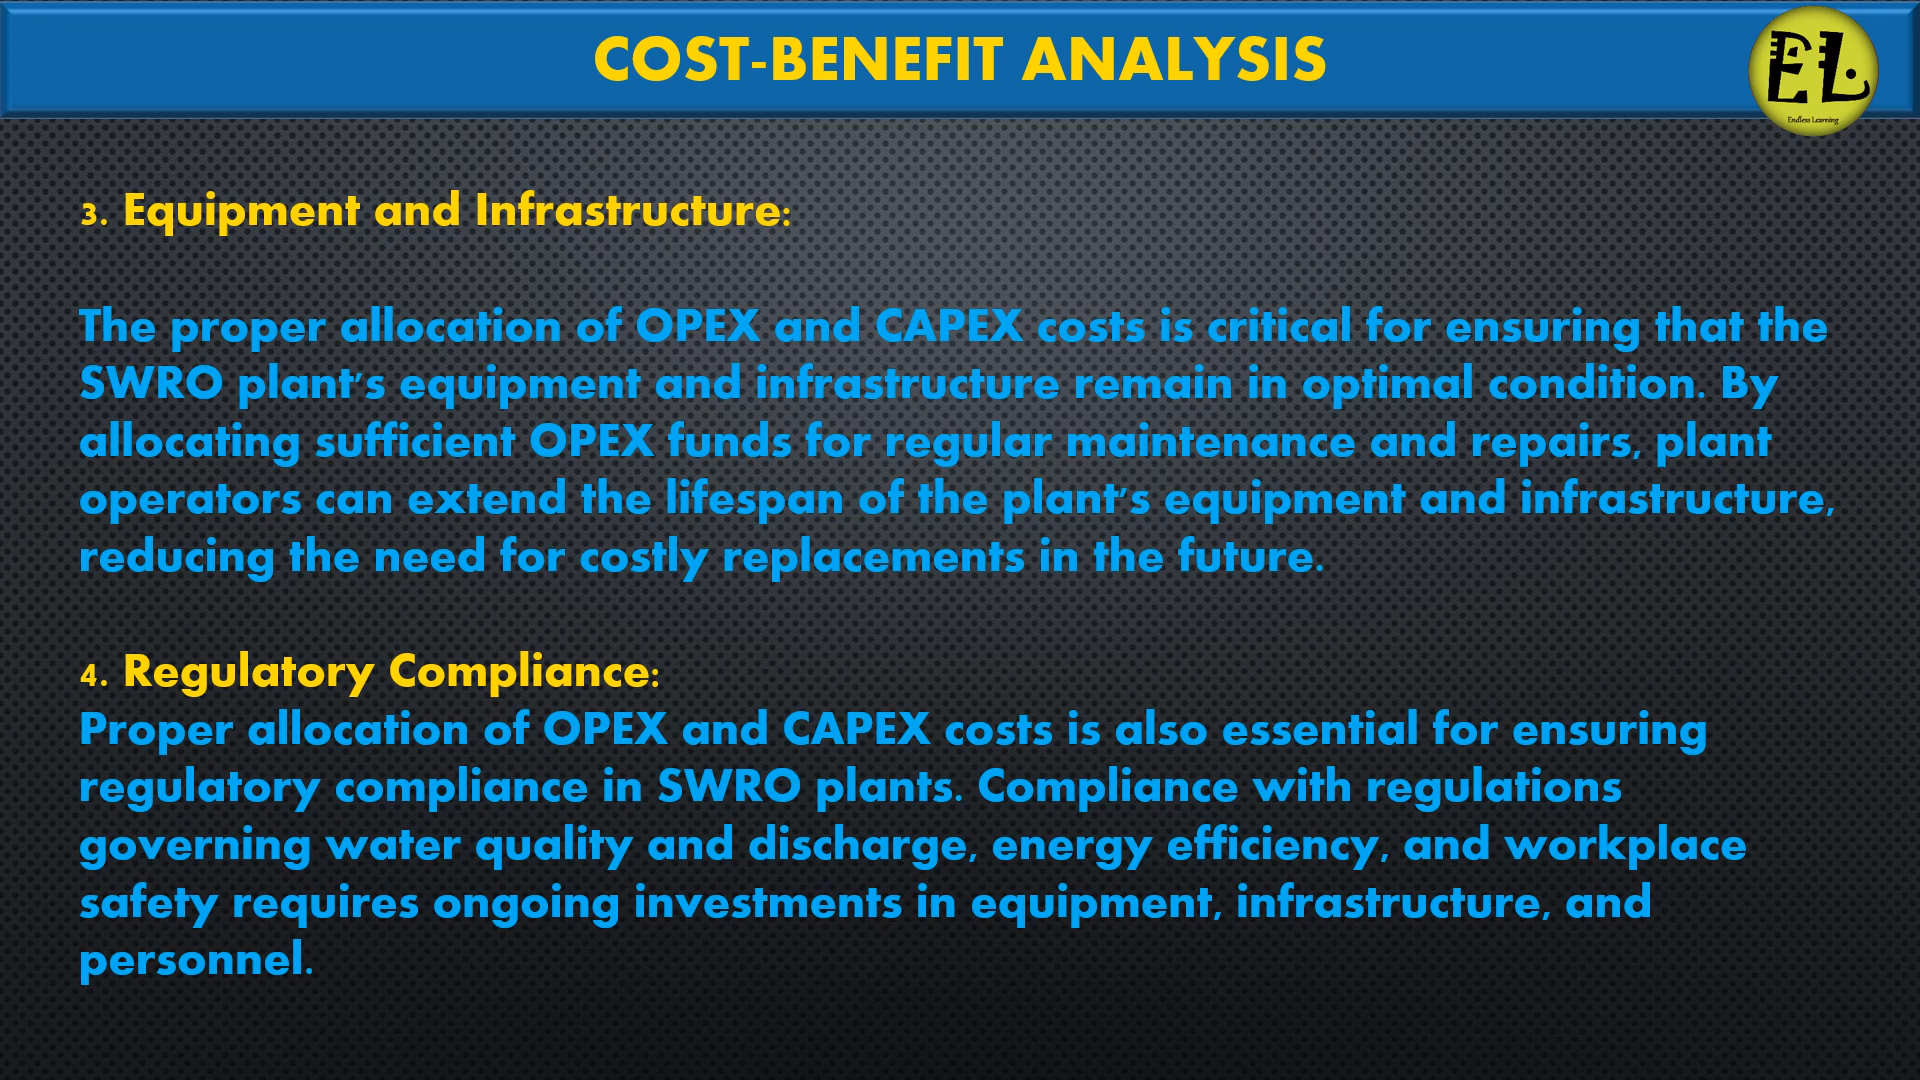 COST-BENEFIT ANALYSIS
EL
Endless Learning
3. Equipment and Infrastructure:
The proper allocation of OPEX and CAPEX costs is critical for ensuring that the
SWRO plant's equipment and infrastructure remain in optimal condition. By
allocating sufficient OPEX funds for regular maintenance and repairs, plant
operators can extend the lifespan of the plant's equipment and infrastructure,
reducing the need for costly replacements in the future.
4. Regulatory Compliance:
Proper allocation of OPEX and CAPEX costs is also essential for ensuring
regulatory compliance in SWRO plants. Compliance with regulations
governing water quality and discharge, energy efficiency, and workplace
safety requires ongoing investments in equipment, infrastructure, and
personnel.